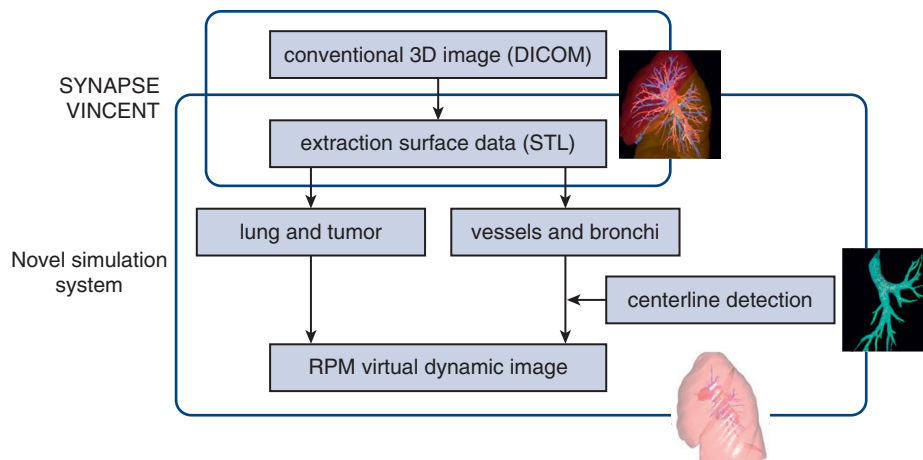 conventional 3D image (DICOM)
SYNAPSE
VINCENT
extraction surface data (STL)
lung and tumor
vessels and bronchi
Novel simulation
system
centerline detection
RPM virtual dynamic image